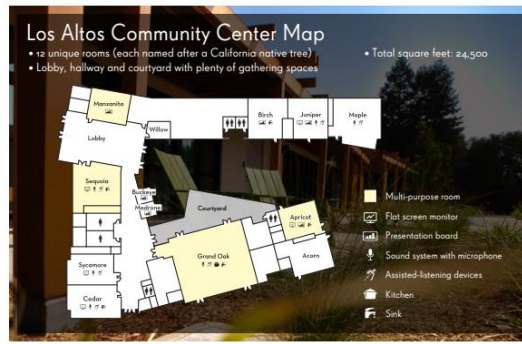 Los Altos Community Center Map
• 12 unique rooms (each named after a California native tree)
• Total square feet: 24,500
• Lobby, hallway and courtyard with plenty of gathering spaces
Manzanita
Lobby
Willow
Birch
Juniper
Maple
Sequoia
Buckeye
Madrone
Courtyard
Apricot
Grand Oak
Acorn
Sycamore
Cedar
Multi-purpose room
Flat screen monitor
Presentation board
Sound system with microphone
Assisted-listening devices
Kitchen
Sink